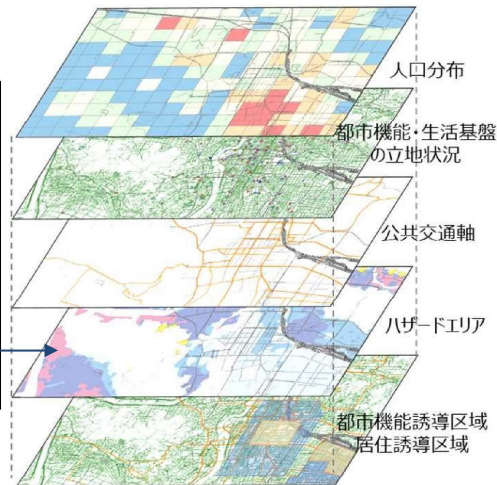 人口分布
都市機能・生活基盤
の立地状況
公共交通軸
ハザードエリア
都市機能誘導区域
居住誘導区域